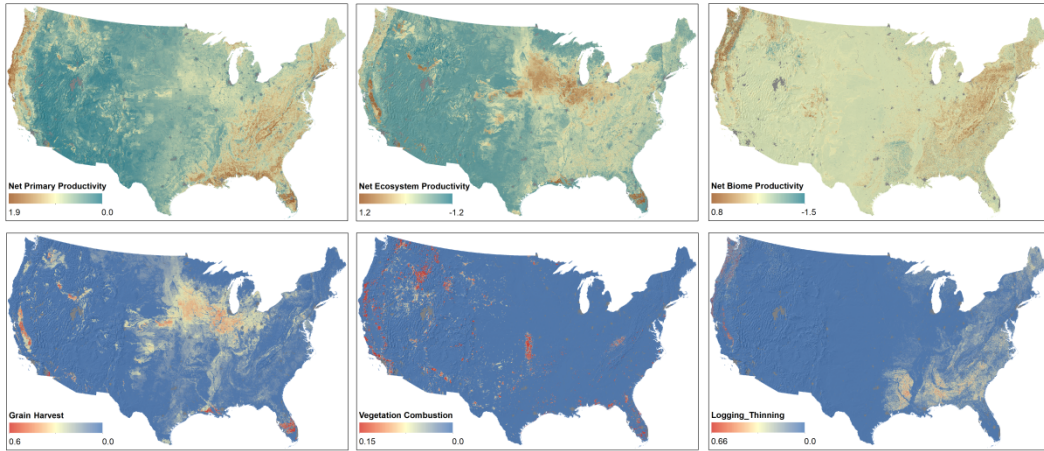 Net Primary Productivity
1.9 0.0
Net Ecosystem Productivity
1.2 -1.2
Net Biome Productivity
0.8 -1.5
Grain Harvest
0.6 0.0
Vegetation Combustion
0.15 0.0
Logging_Thinning
0.66 0.0